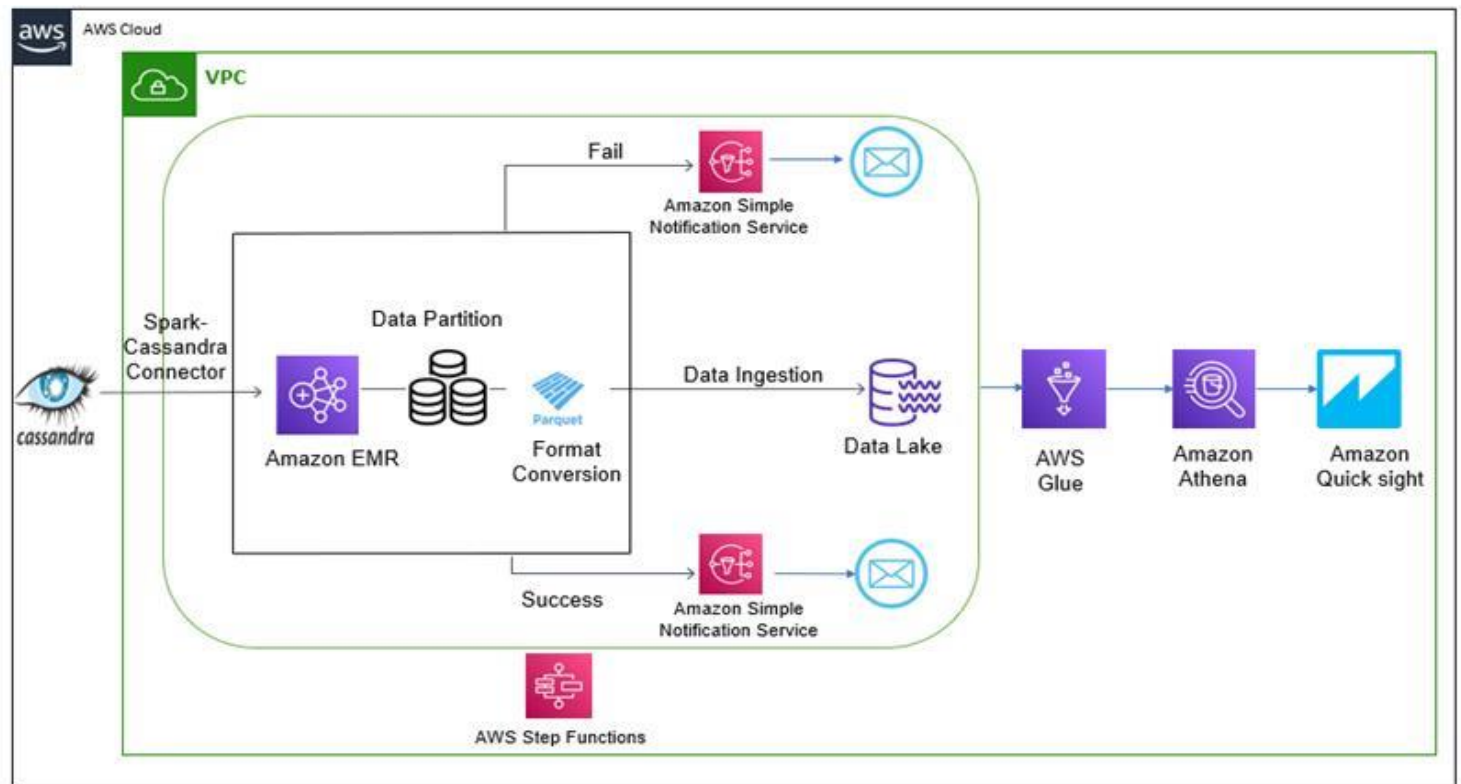 aws
AWS Cloud
VPC
Fail
Amazon Simple
Notification Service
Spark-
Cassandra
Connector
Data Partition
Data Ingestion
cassandra
Amazon EMR
Parquet
Format
Conversion
Data Lake
AWS
Glue
Amazon
Athena
Amazon
Quick sight
Success
Amazon Simple
Notification Service
AWS Step Functions